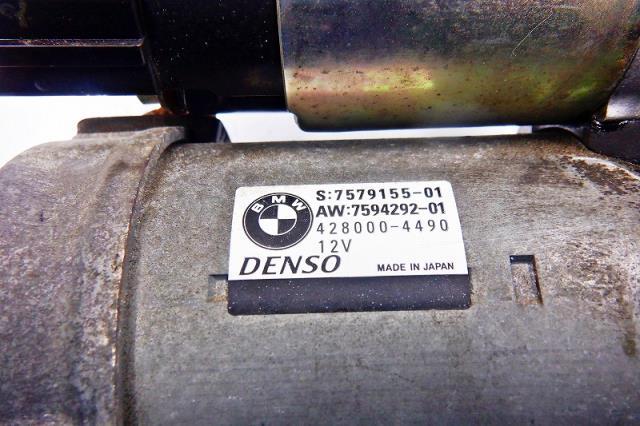 BMW
S:7579155-01
AW:7594292-01
428000-4490
12V
DENSO MADE IN JAPAN